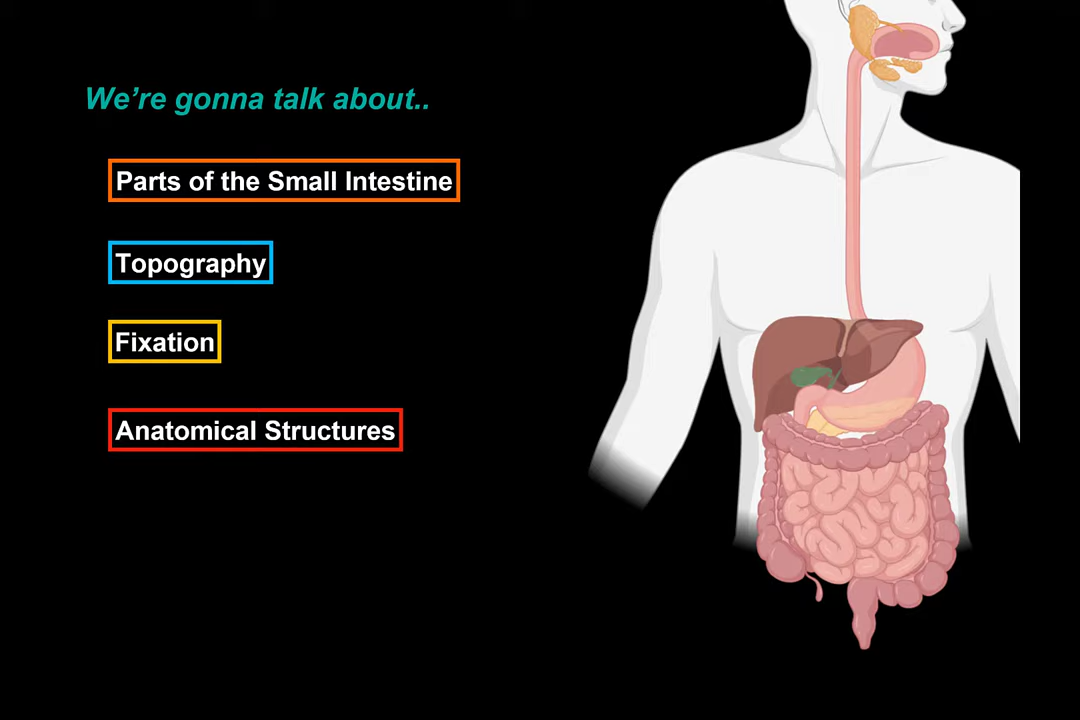 We’re gonna talk about..
Parts of the Small Intestine
Topography
Fixation
Anatomical Structures